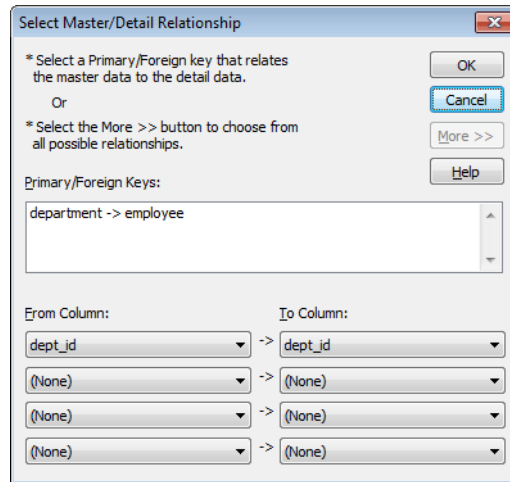 Select Master/Detail Relationship
* Select a Primary/Foreign key that relates
the master data to the detail data.
Or
* Select the More >> button to choose from
all possible relationships.
OK
Cancel
More >>
Help
Primary/Foreign Keys:
department -> employee
From Column:
To Column:
dept_id -> dept_id
(None) -> (None)
(None) -> (None)
(None) -> (None)